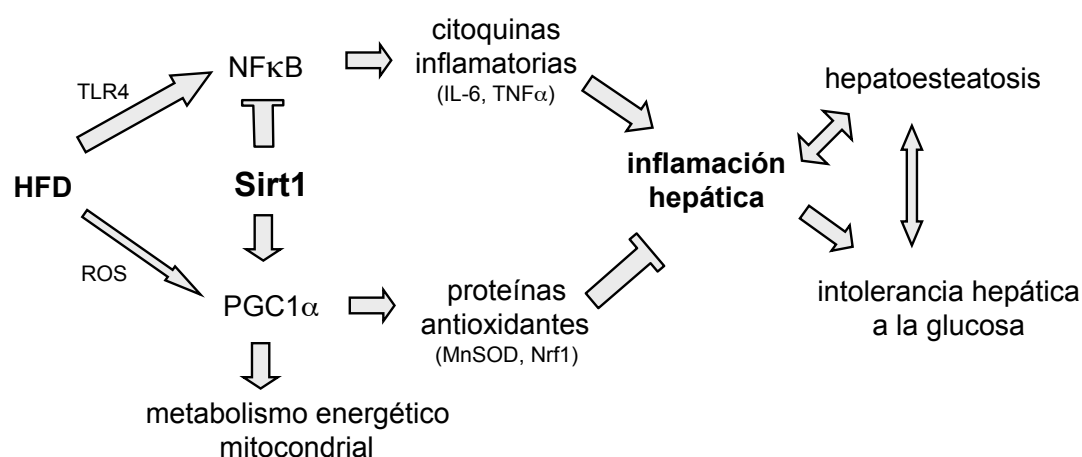 citoquinas
inflamatorias
(IL-6, TNFα)
NFκB
TLR4
hepatoesteatosis
HFD
Sirt1
inflamación
hepática
ROS
PGC1α
proteínas
antioxidantes
(MnSOD, Nrf1)
intolerancia hepática
a la glucosa
metabolismo energético
mitocondrial